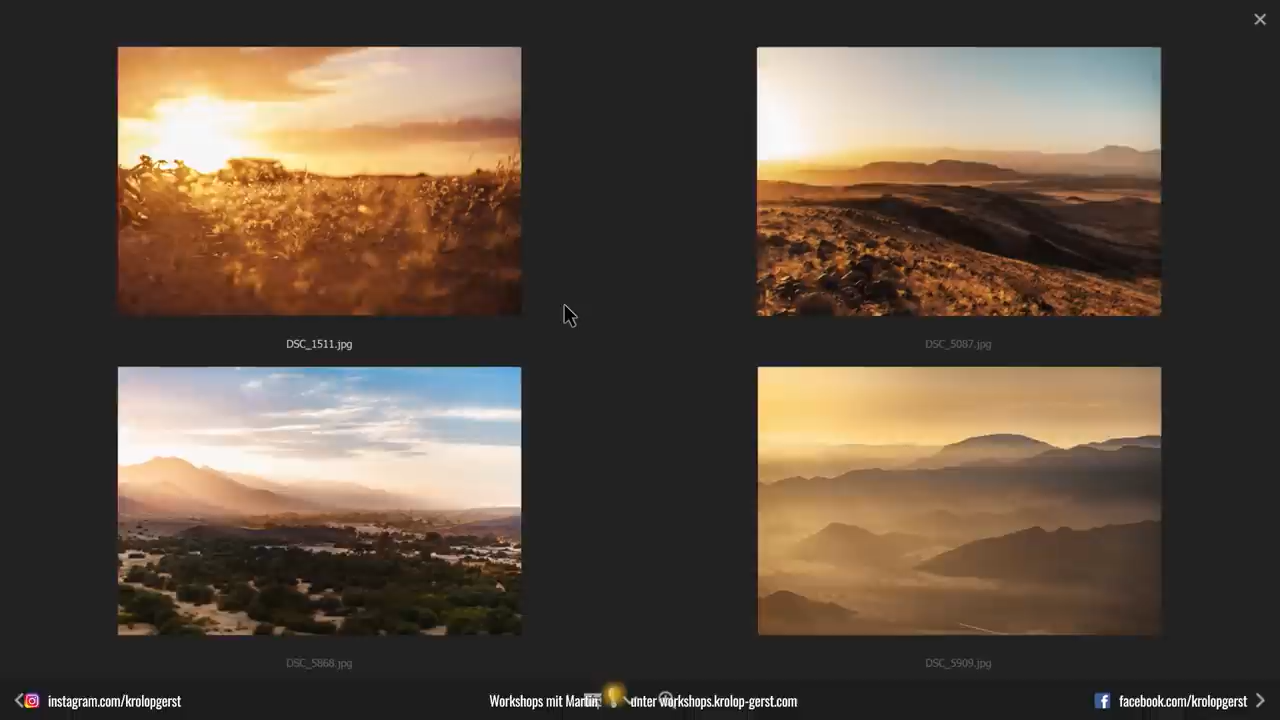 DSC_1511.jpg
DSC_5087.jpg
DSC_5868.jpg
DSC_5909.jpg
instagram.com/krolopgerst
Workshops mit Martin unter workshops.krolop-gerst.com
facebook.com/krolopgerst